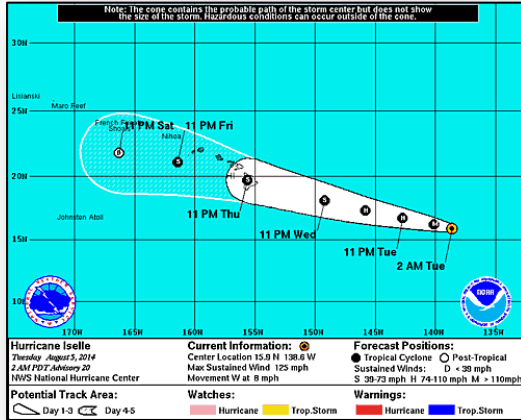 Note: The cone contains the probable path of the storm center but does not show
the size of the storm. Hazardous conditions can occur outside of the cone.
30N
25N
Lisianski
Maro Reef
French Frigate
Shoals
11 PM Sat
11 PM Fri
Nihoa
20N
HI
D
S
S
S
H
H
M
11 PM Thu
Johnston Atoll
11 PM Wed
11 PM Tue
2 AM Tue
15N
10N
170W 165W 160W 155W 150W 145W 140W 135W
NOAA
Hurricane Iselle
Tuesday August 5, 2014
2 AM PDT Advisory 20
NWS National Hurricane Center
Current Information:
Center Location 15.9 N 138.6 W
Max Sustained Wind 125 mph
Movement W at 8 mph
Forecast Positions:
Tropical Cyclone Post-Tropical
Sustained Winds: D < 39 mph
S 39-73 mph H 74-110 mph M > 110mph
Potential Track Area:
Day 1-3 Day 4-5
Watches:
Hurricane Trop.Storm
Warnings:
Hurricane Trop.Storm